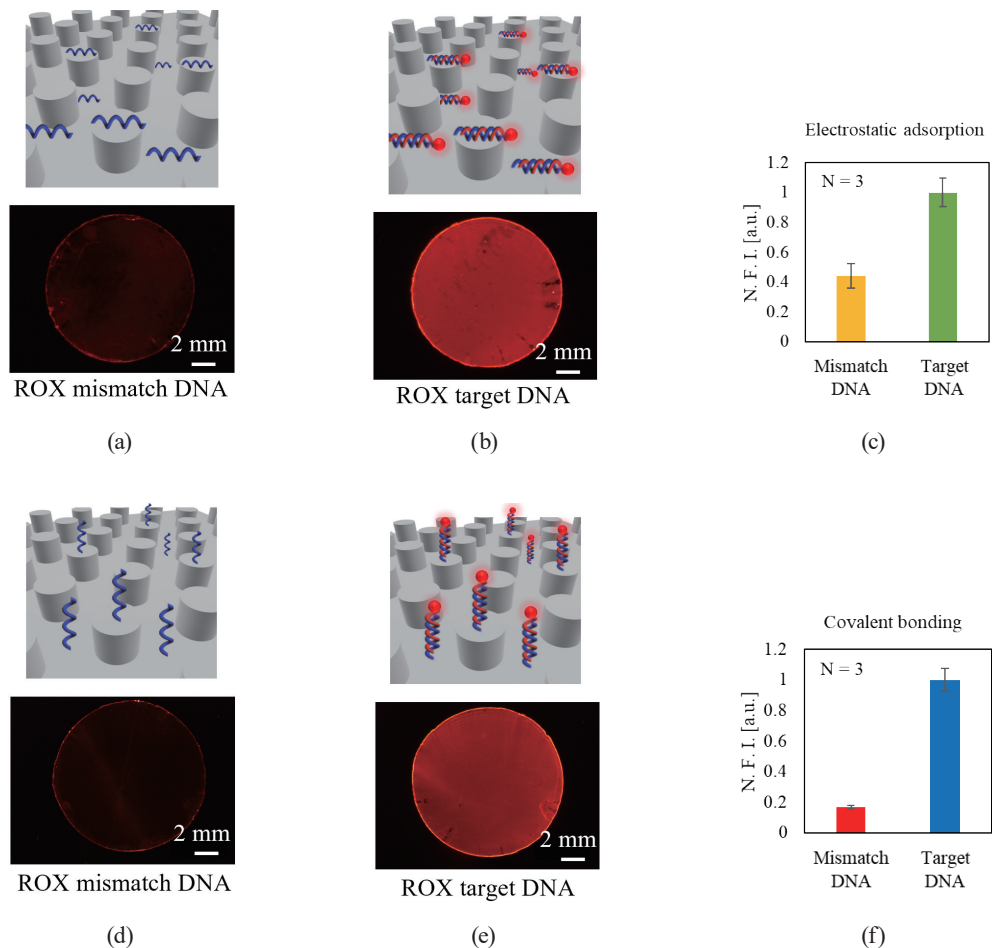 2 mm
ROX mismatch DNA
(a)
2 mm
ROX target DNA
(b)
Electrostatic adsorption
N = 3
N. F. I. [a.u.]
1.2
1
0.8
0.6
0.4
0.2
0
Mismatch
DNA
Target
DNA
(c)
2 mm
ROX mismatch DNA
(d)
2 mm
ROX target DNA
(e)
Covalent bonding
N = 3
N. F. I. [a.u.]
1.2
1
0.8
0.6
0.4
0.2
0
Mismatch
DNA
Target
DNA
(f)